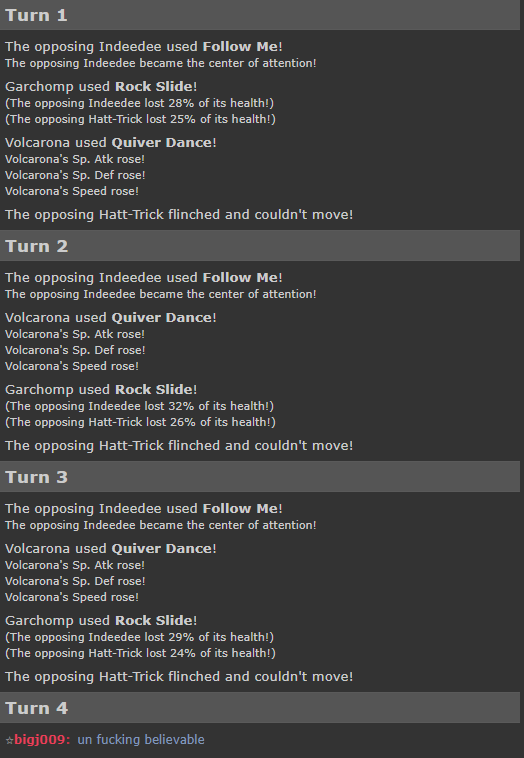 Turn 1
The opposing Indeedee used Follow Me!
The opposing Indeedee became the center of attention!
Garchomp used Rock Slide!
(The opposing Indeedee lost 28% of its health!)
(The opposing Hatt-Trick lost 25% of its health!)
Volcarona used Quiver Dance!
Volcarona's Sp. Atk rose!
Volcarona's Sp. Def rose!
Volcarona's Speed rose!
The opposing Hatt-Trick flinched and couldn't move!
Turn 2
The opposing Indeedee used Follow Me!
The opposing Indeedee became the center of attention!
Volcarona used Quiver Dance!
Volcarona's Sp. Atk rose!
Volcarona's Sp. Def rose!
Volcarona's Speed rose!
Garchomp used Rock Slide!
(The opposing Indeedee lost 32% of its health!)
(The opposing Hatt-Trick lost 26% of its health!)
The opposing Hatt-Trick flinched and couldn't move!
Turn 3
The opposing Indeedee used Follow Me!
The opposing Indeedee became the center of attention!
Volcarona used Quiver Dance!
Volcarona's Sp. Atk rose!
Volcarona's Sp. Def rose!
Volcarona's Speed rose!
Garchomp used Rock Slide!
(The opposing Indeedee lost 29% of its health!)
(The opposing Hatt-Trick lost 24% of its health!)
The opposing Hatt-Trick flinched and couldn't move!
Turn 4
☆bigj009: un fucking believable